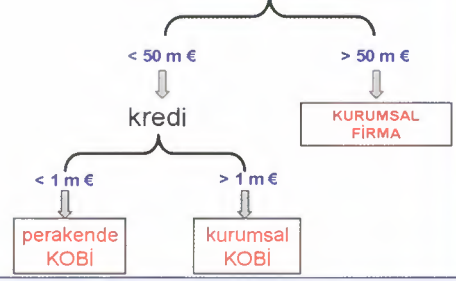 < 50 m €
> 50 m €
kredi
KURUMSAL
FİRMA
< 1 m €
> 1 m €
perakende
KOBİ
kurumsal
KOBİ